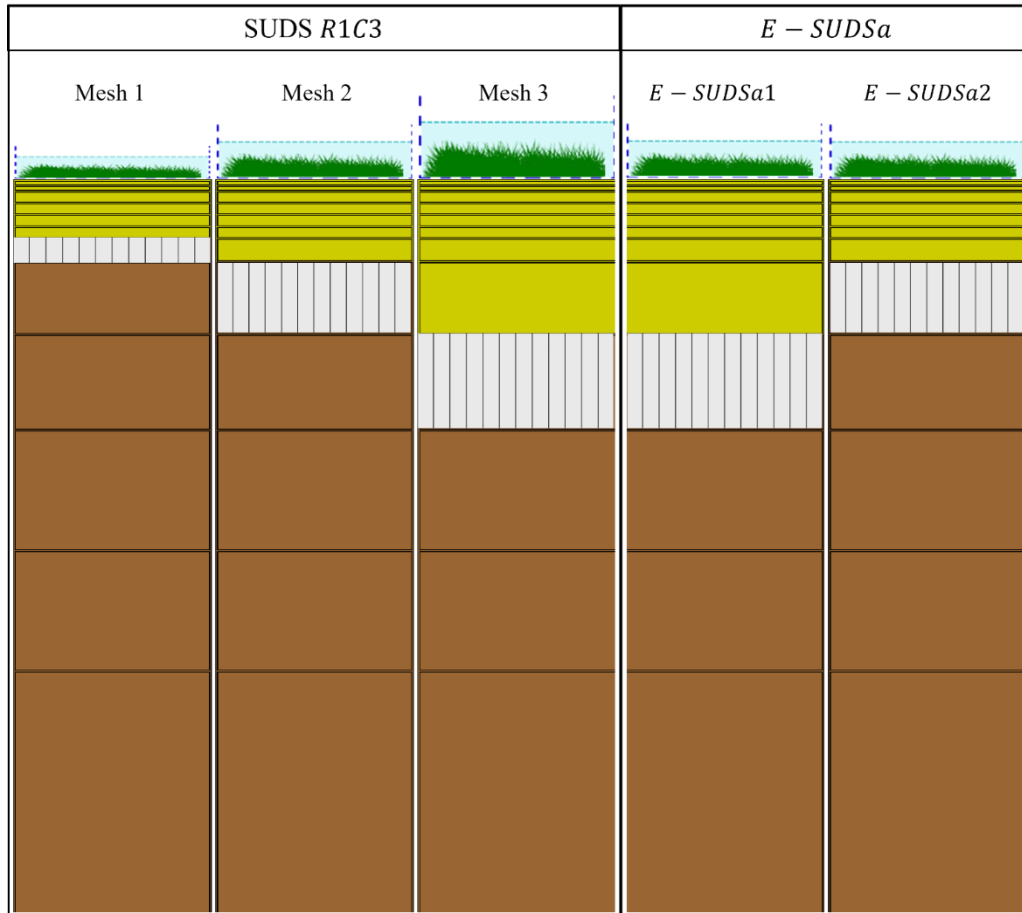 SUDS R1C3
E − SUDSa
Mesh 1
Mesh 2
Mesh 3
E − SUDSa1
E − SUDSa2